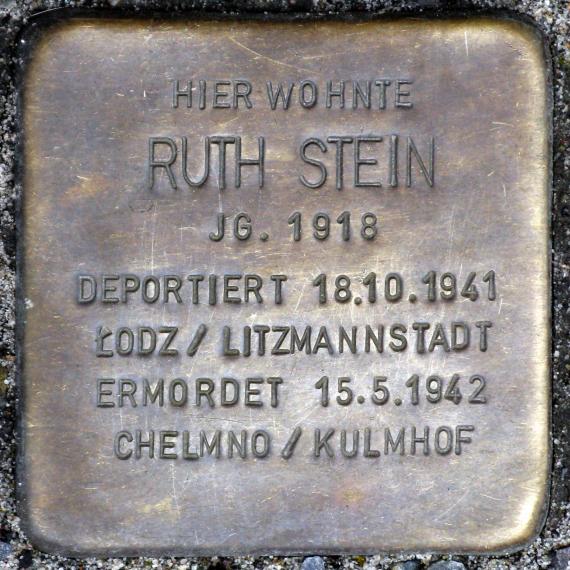 HIER WOHNTE
RUTH STEIN
JG. 1918
DEPORTIERT 18.10.1941
ŁODZ / LITZMANNSTADT
ERMORDET 15.5.1942
CHELMNO / KULMHOF